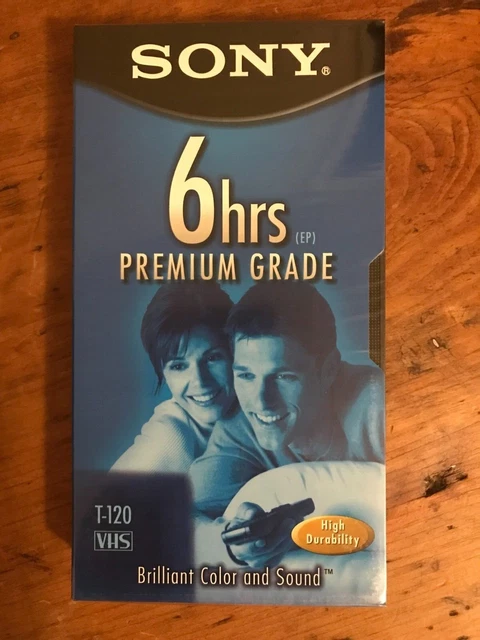 SONY®
6hrs (EP)
PREMIUM GRADE
T-120
VHS
High
Durability
Brilliant Color and Sound™